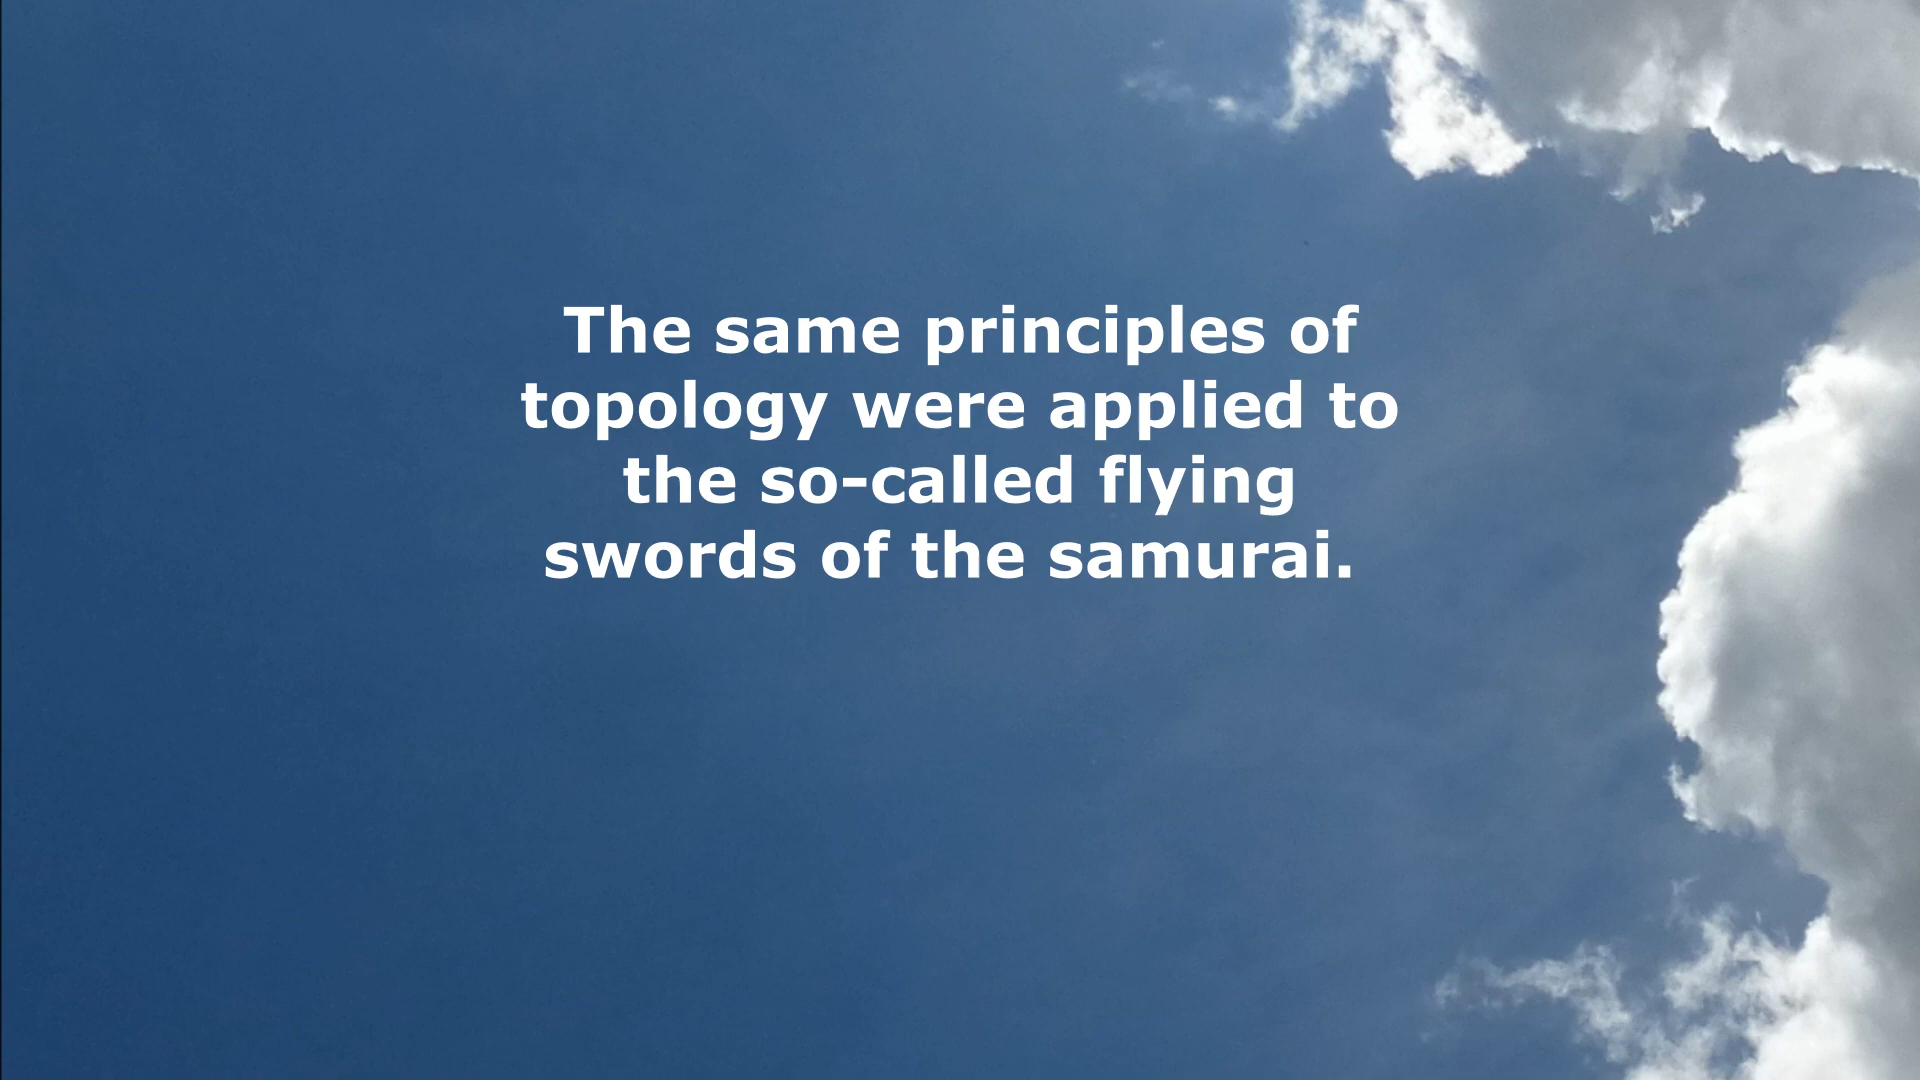 The same principles of
topology were applied to
the so-called flying
swords of the samurai.